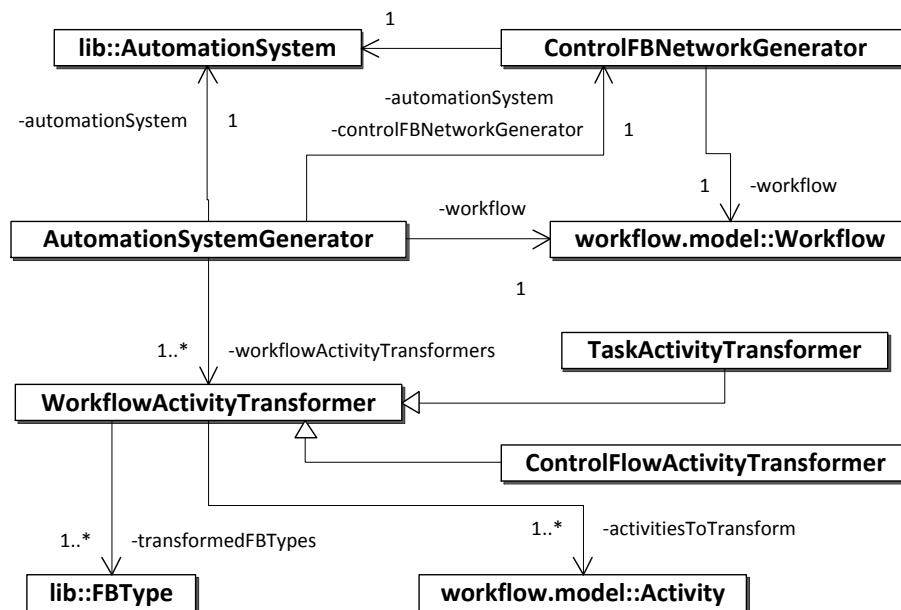 1
lib::AutomationSystem
ControlFBNetworkGenerator
-automationSystem
-automationSystem
1
-controlFBNetworkGenerator
1
1
-workflow
-workflow
AutomationSystemGenerator
workflow.model::Workflow
1
1..*
-workflowActivityTransformers
TaskActivityTransformer
WorkflowActivityTransformer
ControlFlowActivityTransformer
1..*
-transformedFBTypes
1..*
-activitiesToTransform
lib::FBType
workflow.model::Activity